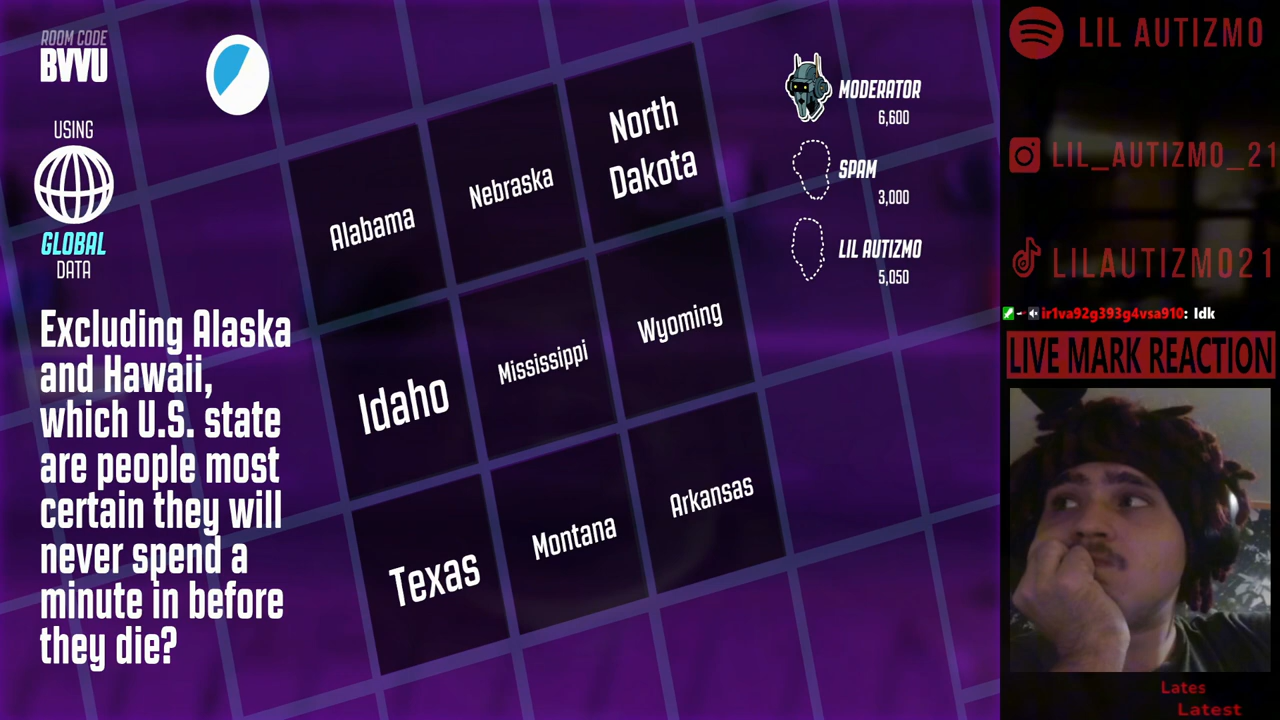 ROOM CODE
BVVU
USING
GLOBAL
DATA
Excluding Alaska
and Hawaii,
which U.S. state
are people most
certain they will
never spend a
minute in before
they die?
Alabama
Nebraska
North
Dakota
Idaho
Mississippi
Wyoming
Texas
Montana
Arkansas
MODERATOR
6,600
SPAM
3,000
LIL AUTIZMO
5,050
LIL AUTIZMO
LIL_AUTIZMO_21
LILAUTIZMO21
ir1va92g393g4vsa910: Idk
LIVE MARK REACTION
Lates
Latest